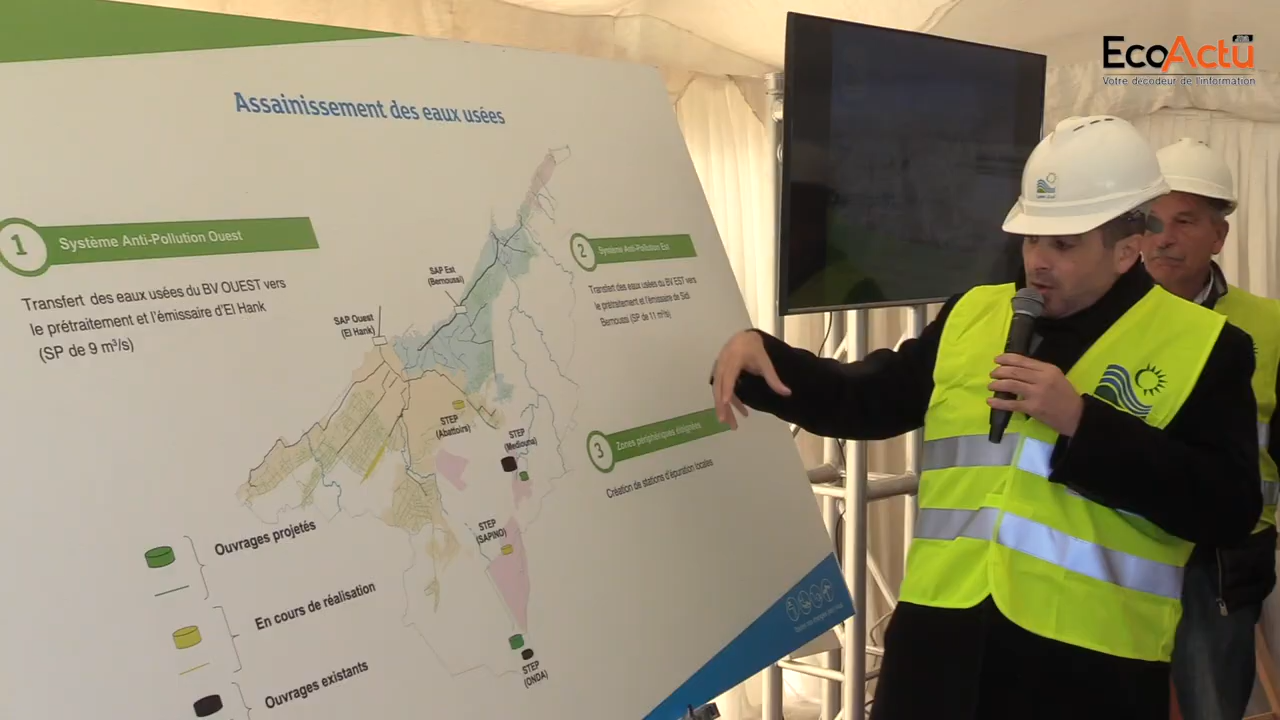 EcoActu
Votre décodeur de l'information
Assainissement des eaux usées
1
Système Anti-Pollution Ouest
Transfert des eaux usées du BV OUEST vers
le prétraitement et l'émissaire d'El Hank
(SP de 9 m³/s)
2
Système Anti-Pollution Est
Transfert des eaux usées du BV EST vers
le prétraitement et l'émissaire de Sidi
Bernoussi (SP de 11 m³/s)
3
Zones périphériques éloignées
Création de stations d'épuration locales
SAP Est
(Bernoussi)
SAP Ouest
(El Hank)
STEP
(Abattoirs)
STEP
(Mediouna)
STEP
(SAPINO)
STEP
(ONDA)
Ouvrages projetés
En cours de réalisation
Ouvrages existants